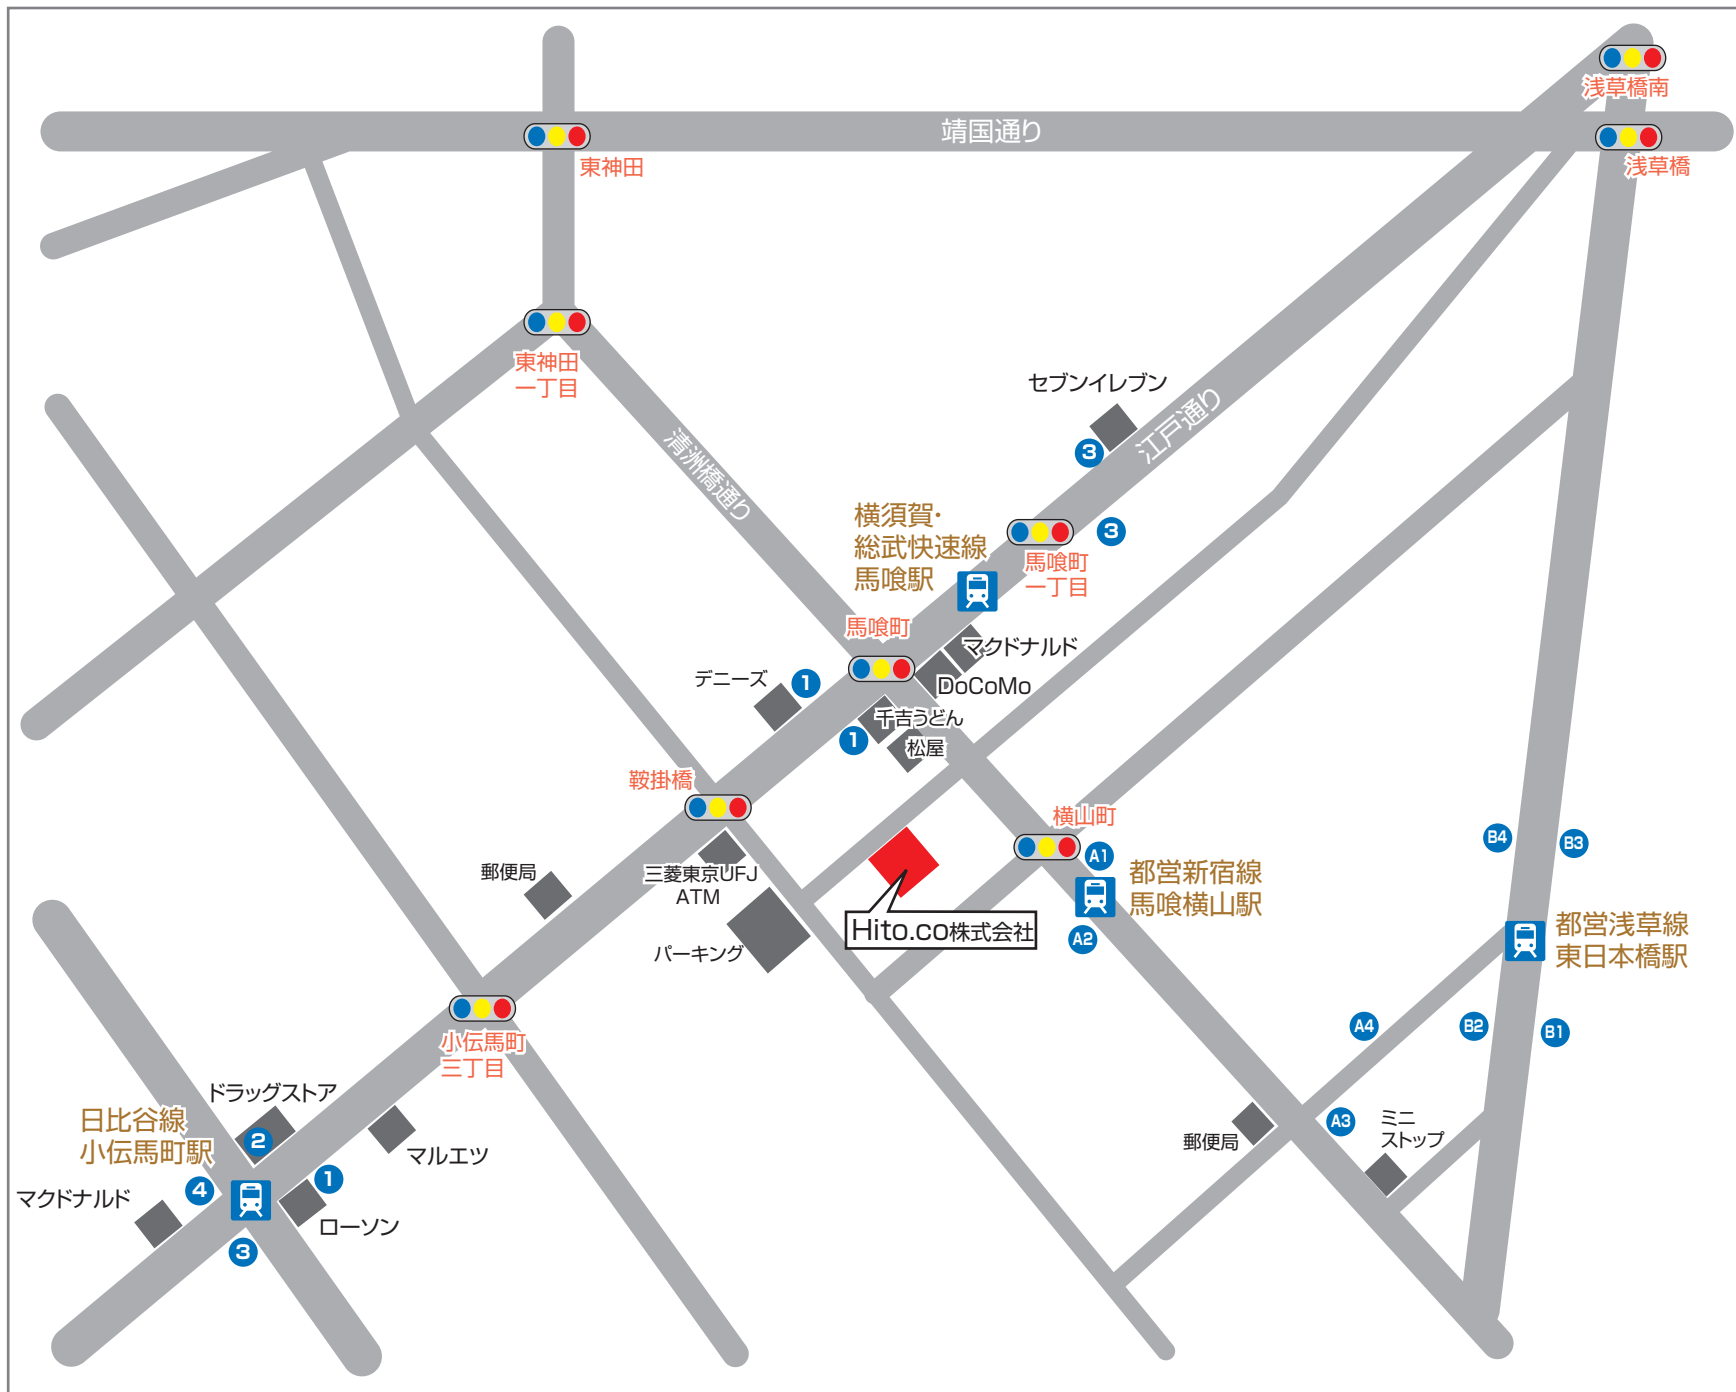 浅草橋南
靖国通り
浅草橋
東神田
東神田
一丁目
セブンイレブン
江戸通り
3
清洲橋通り
横須賀・
総武快速線
馬喰駅
3
馬喰町
一丁目
馬喰町
マクドナルド
DoCoMo
デニーズ
1
千吉うどん
1
松屋
鞍掛橋
横山町
A1
B4
B3
郵便局
三菱東京UFJ
ATM
都営新宿線
馬喰横山駅
Hito.co株式会社
A2
パーキング
都営浅草線
東日本橋駅
A4
B2
B1
小伝馬町
三丁目
ドラッグストア
日比谷線
小伝馬町駅
2
マルエツ
A3
ミニ
ストップ
郵便局
4
1
マクドナルド
ローソン
3